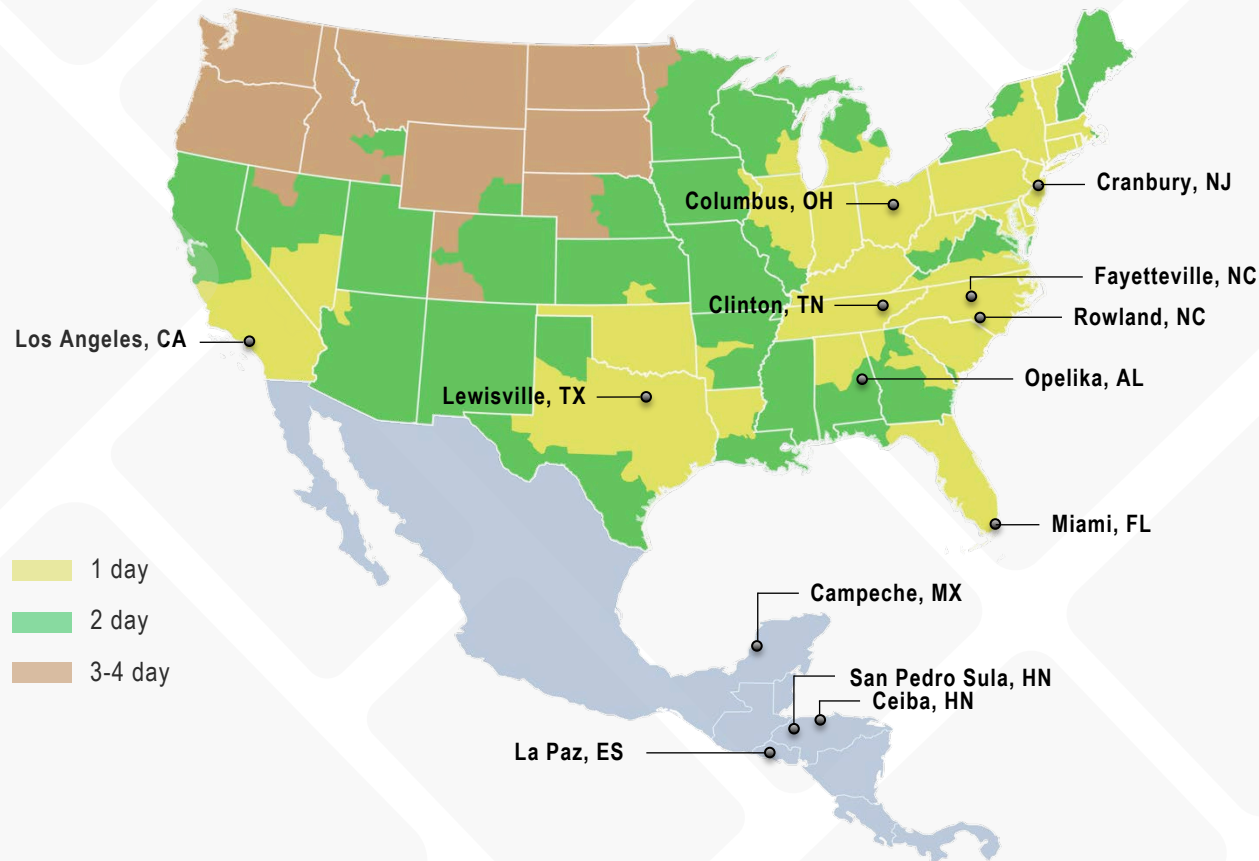 Columbus, OH
Cranbury, NJ
Fayetteville, NC
Clinton, TN
Rowland, NC
Los Angeles, CA
Opelika, AL
Lewisville, TX
Miami, FL
1 day
2 day
3-4 day
Campeche, MX
San Pedro Sula, HN
Ceiba, HN
La Paz, ES